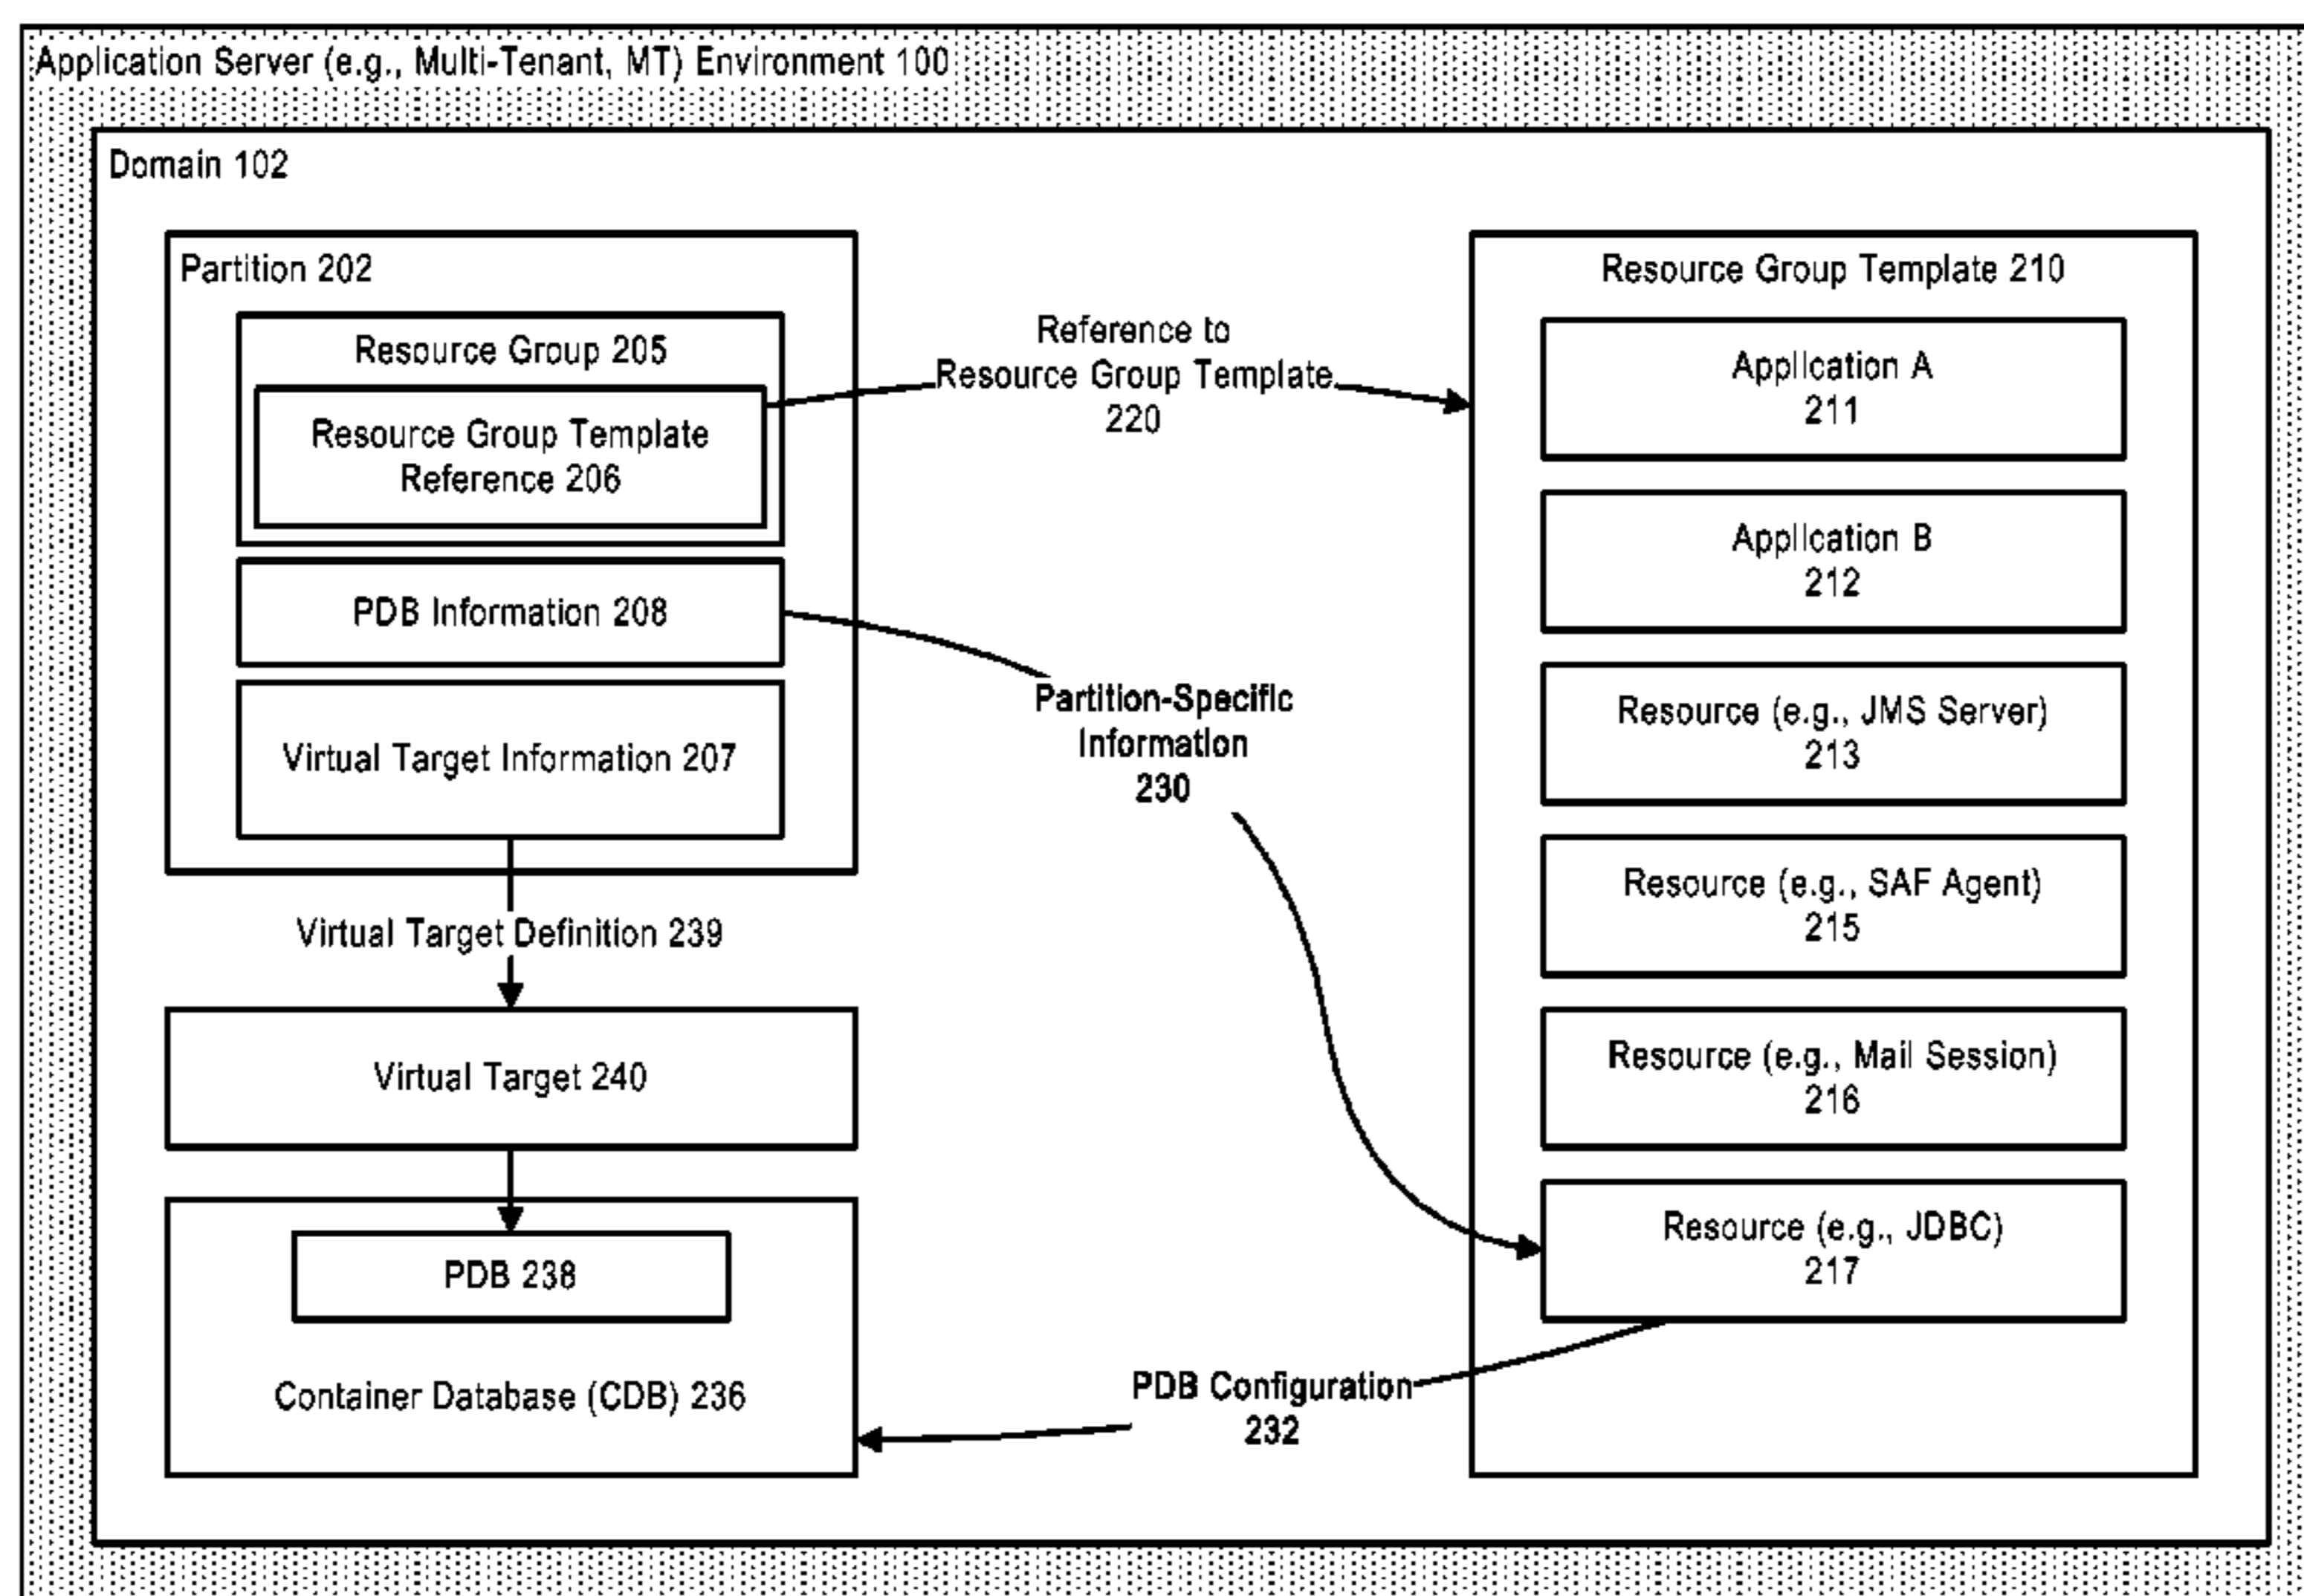 Application Server (e.g., Multi-Tenant, MT) Environment 100
Domain 102
Partition 202
Resource Group 205
Resource Group Template
Reference 206
PDB Information 208
Virtual Target Information 207
Virtual Target Definition 239
Virtual Target 240
PDB 238
Container Database (CDB) 236
Reference to
Resource Group Template
220
Partition-Specific
Information
230
PDB Configuration
232
Resource Group Template 210
Application A
211
Application B
212
Resource (e.g., JMS Server)
213
Resource (e.g., SAF Agent)
215
Resource (e.g., Mail Session)
216
Resource (e.g., JDBC)
217